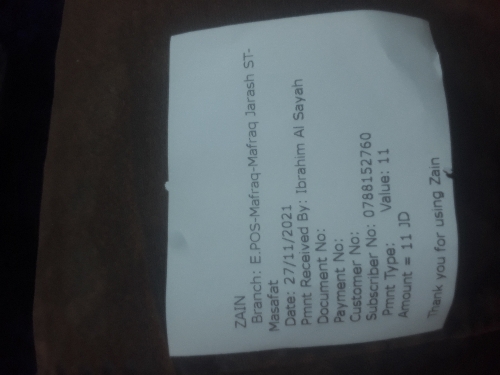 ZAIN
Branch: E.POS-Mafraq-Mafraq Jarash ST-
Masafat
Date: 27/11/2021
Pmnt Received By: Ibrahim Al Sayah
Document No:
Payment No:
Customer No:
Subscriber No: 0788152760
Pmnt Type: Value: 11
Amount = 11 JD
Thank you for using Zain